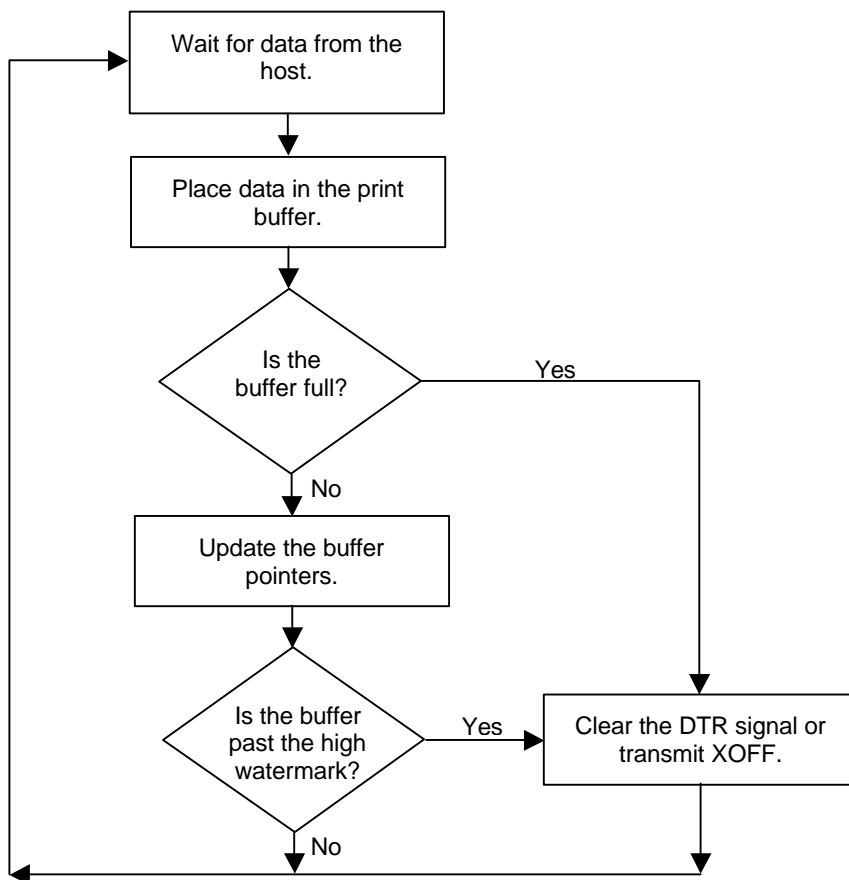 Wait for data from the
host.
Place data in the print
buffer.
Is the
buffer full?
Yes
No
Update the buffer
pointers.
Is the buffer
past the high
watermark?
Yes
Clear the DTR signal or
transmit XOFF.
No